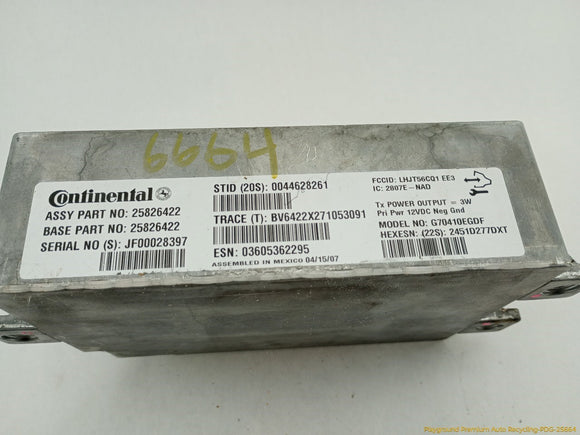 6664
Continental
ASSY PART NO: 25826422
BASE PART NO: 25826422
SERIAL NO (S): JF00028397
STID (20S): 0044628261
TRACE (T): BV6422X271053091
ESN: 03605362295
ASSEMBLED IN MEXICO 04/15/07
FCCID: LHJT56CQ1 EE3
IC: 2807E-NAD
Tx POWER OUTPUT = 3W
Pri Pwr 12VDC Neg Gnd
MODEL NO: G70410EGDF
HEXESN: (22S): 2451D277DXT
Playground-Premium Auto Recycling-PDG-25664